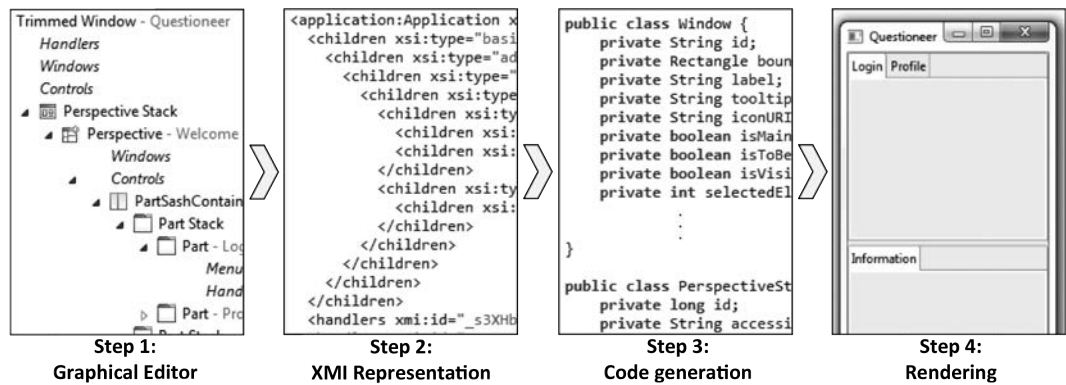 Trimmed Window - Questioneer
Handlers
Windows
Controls
Perspective Stack
Perspective - Welcome
Windows
Controls
PartSashContain
Part Stack
Part - Log
Menu
Hand
Part - Pro
<application:Application x
<children xsi:type="basi
<children xsi:type="ad
<children xsi:type="
<children xsi:type
<children xsi:ty
<children xsi:
<children xsi:
</children>
<children xsi:ty
<children xsi:
</children>
</children>
</children>
</children>
<handlers xmi:id="_s3XHb
public class Window {
private String id;
private Rectangle boun
private String label;
private String tooltip
private String iconURI
private boolean isMain
private boolean isToBe
private boolean isVisi
private int selectedEl
.
.
.
}
public class PerspectiveSt
private long id;
private String accessi
Questioneer
Login Profile
Information
Step 1:
Graphical Editor
Step 2:
XMI Representation
Step 3:
Code generation
Step 4:
Rendering